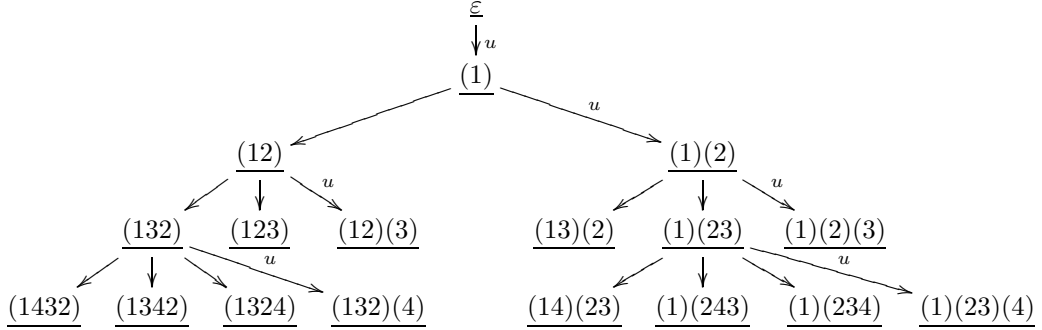 ε
u
(1)
u
(12) (1)(2)
u u
(132) (123) (12)(3) (13)(2) (1)(23) (1)(2)(3)
u u
(1432) (1342) (1324) (132)(4) (14)(23) (1)(243) (1)(234) (1)(23)(4)